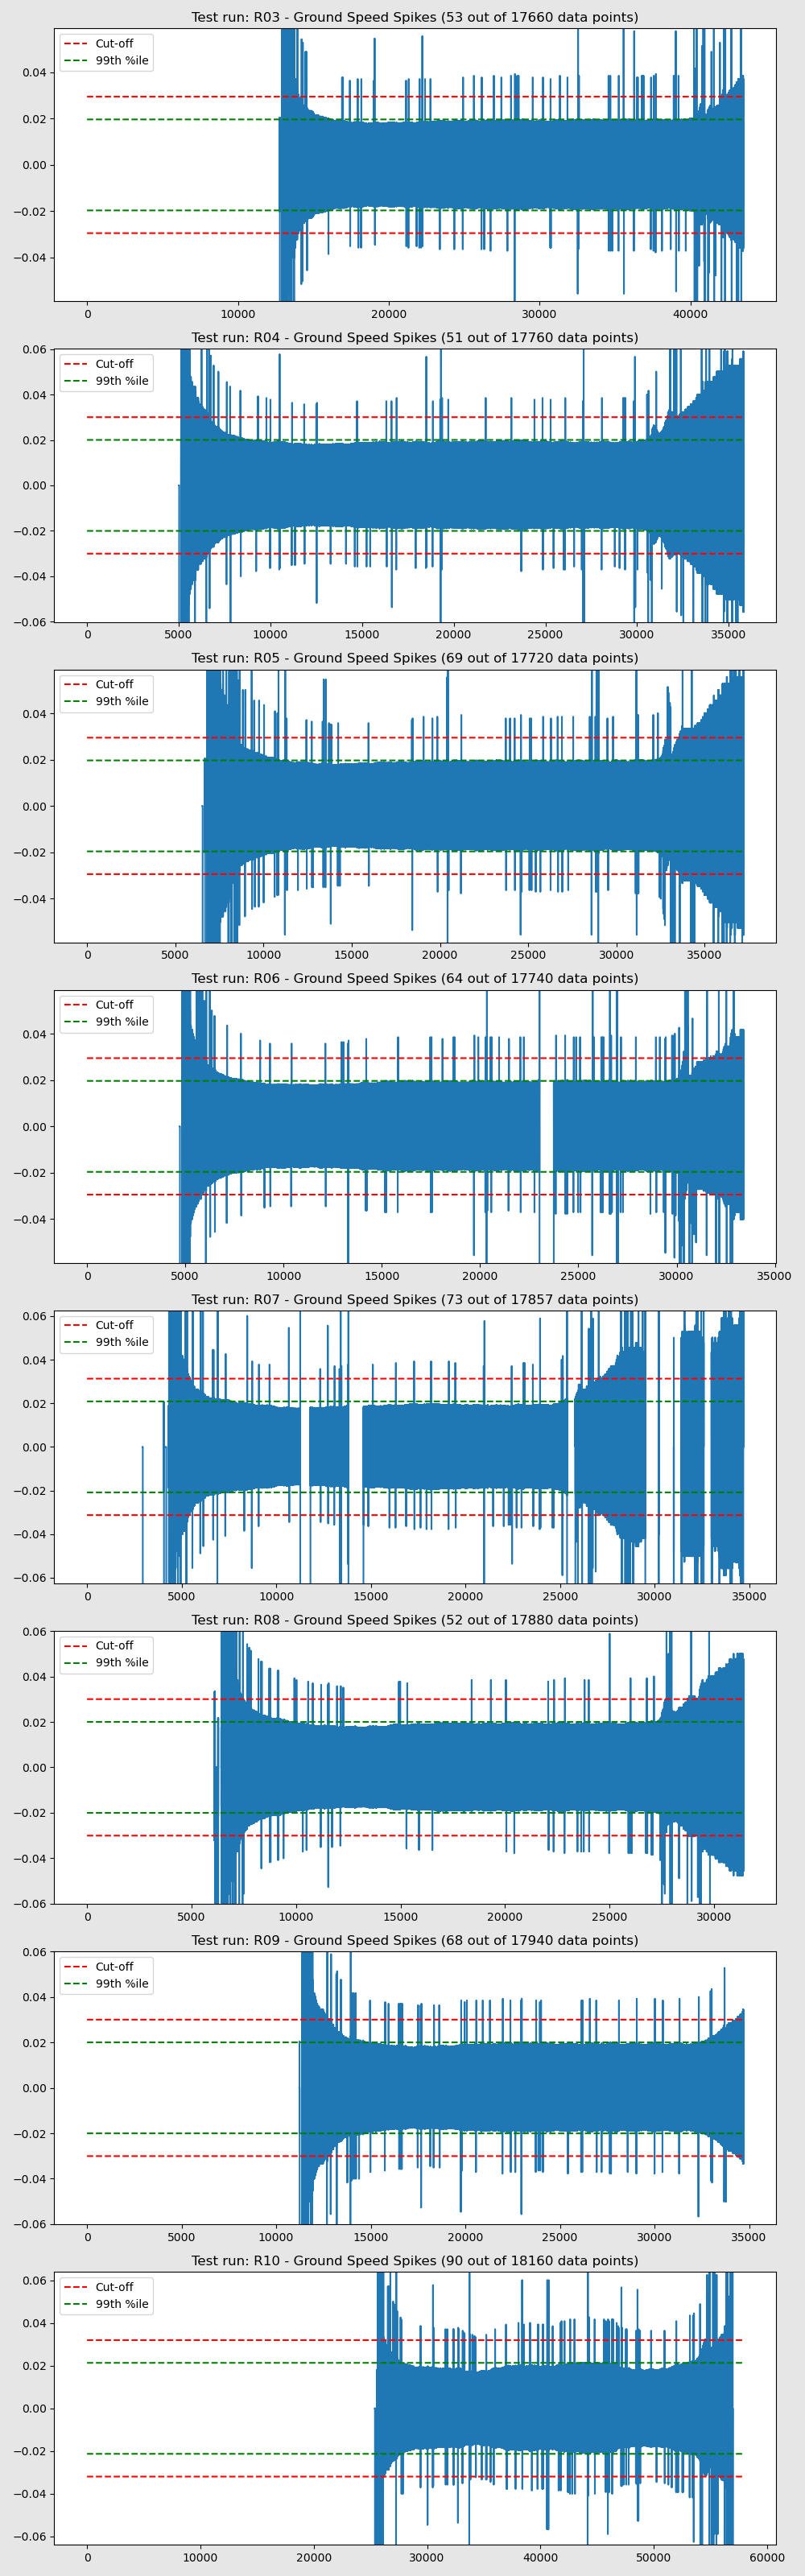 Test run: R03 - Ground Speed Spikes (53 out of 17660 data points)
Cut-off
99th %ile
0.04
0.02
0.00
−0.02
−0.04
0 10000 20000 30000 40000
Test run: R04 - Ground Speed Spikes (51 out of 17760 data points)
Cut-off
99th %ile
0.06
0.04
0.02
0.00
−0.02
−0.04
−0.06
0 5000 10000 15000 20000 25000 30000 35000
Test run: R05 - Ground Speed Spikes (69 out of 17720 data points)
Cut-off
99th %ile
0.04
0.02
0.00
−0.02
−0.04
0 5000 10000 15000 20000 25000 30000 35000
Test run: R06 - Ground Speed Spikes (64 out of 17740 data points)
Cut-off
99th %ile
0.04
0.02
0.00
−0.02
−0.04
0 5000 10000 15000 20000 25000 30000 35000
Test run: R07 - Ground Speed Spikes (73 out of 17857 data points)
Cut-off
99th %ile
0.06
0.04
0.02
0.00
−0.02
−0.04
−0.06
0 5000 10000 15000 20000 25000 30000 35000
Test run: R08 - Ground Speed Spikes (52 out of 17880 data points)
Cut-off
99th %ile
0.06
0.04
0.02
0.00
−0.02
−0.04
−0.06
0 5000 10000 15000 20000 25000 30000
Test run: R09 - Ground Speed Spikes (68 out of 17940 data points)
Cut-off
99th %ile
0.06
0.04
0.02
0.00
−0.02
−0.04
−0.06
0 5000 10000 15000 20000 25000 30000 35000
Test run: R10 - Ground Speed Spikes (90 out of 18160 data points)
Cut-off
99th %ile
0.06
0.04
0.02
0.00
−0.02
−0.04
−0.06
0 10000 20000 30000 40000 50000 60000